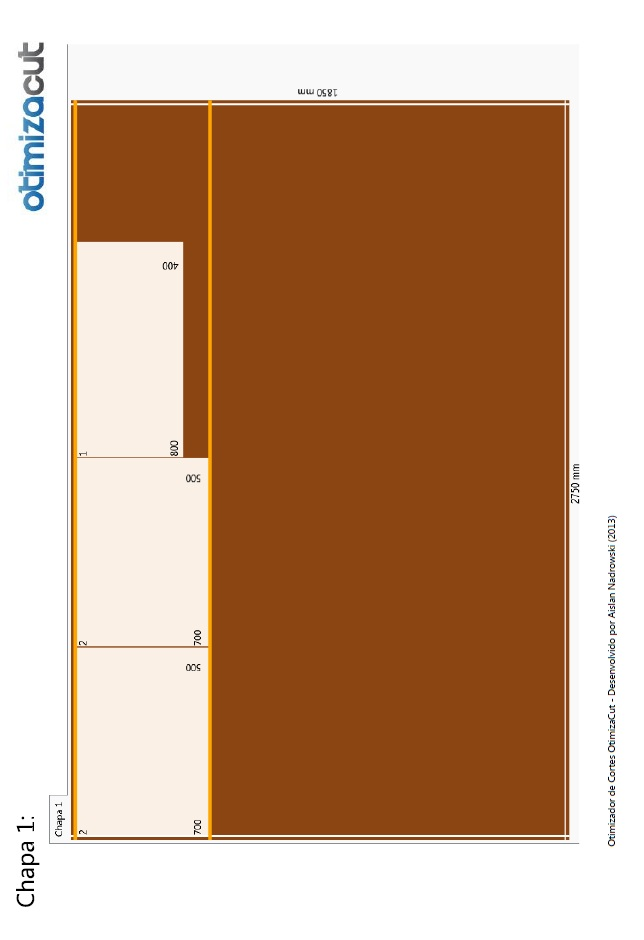 Chapa 1:
otimizacut
Chapa 1
2
700
500
2
700
500
1
800
400
1850 mm
2750 mm
Otimizador de Cortes OtimizaCut - Desenvolvido por Aislan Nadrowski (2013)